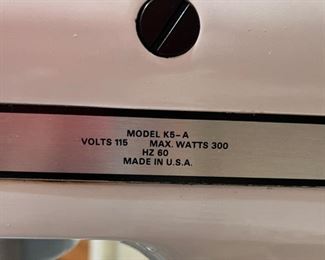 MODEL K5-A
VOLTS 115 MAX. WATTS 300
HZ 60
MADE IN U.S.A.